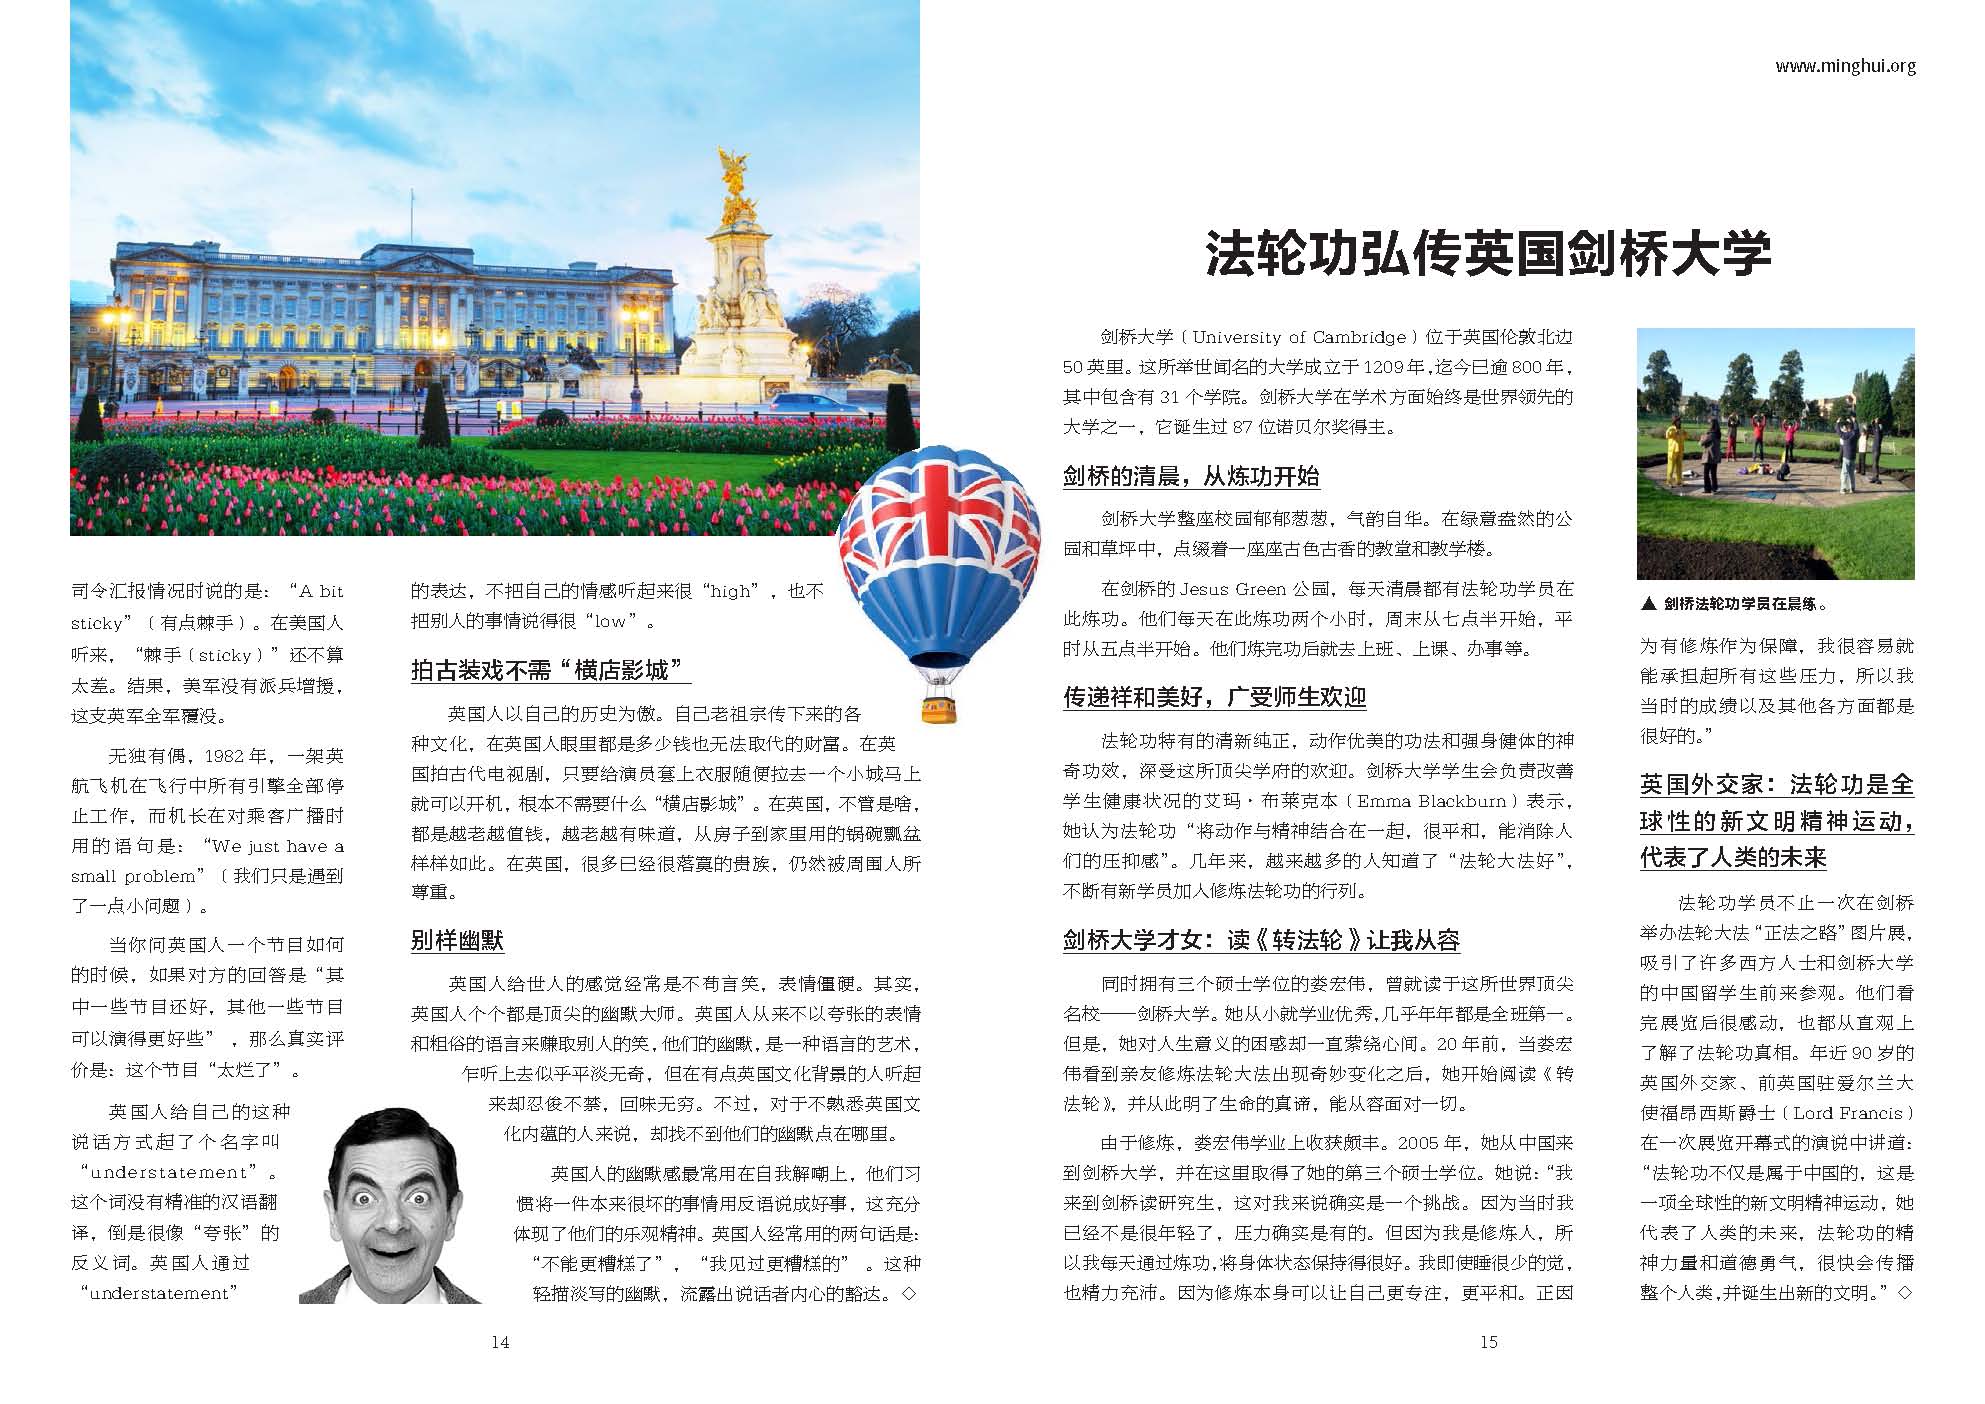 www.minghui.org
司令汇报情况时说的是：“A bit
sticky”（有点棘手）。在美国人
听来，“棘手（sticky）”还不算
太差。结果，美军没有派兵增援，
这支英军全军覆没。
无独有偶，1982 年，一架英
航飞机在飞行中所有引擎全部停
止工作，而机长在对乘客广播时
用的语句是：“We just have a
small problem”（我们只是遇到
了一点小问题）。
当你问英国人一个节目如何
的时候，如果对方的回答是“其
中一些节目还好，其他一些节目
可以演得更好些”，那么真实评
价是：这个节目“太烂了”。
英国人给自己的这种
说话方式起了个名字叫
“understatement”。
这个词没有精准的汉语翻
译，倒是很像“夸张”的
反义词。英国人通过
“understatement”
的表达，不把自己的情感听起来很“high”，也不
把别人的事情说得很“low”。
拍古装戏不需“横店影城”
英国人以自己的历史为傲。自己老祖宗传下来的各
种文化，在英国人眼里都是多少钱也无法取代的财富。在英
国拍古代电视剧，只要给演员套上衣服随便拉去一个小城马上
就可以开机，根本不需要什么“横店影城”。在英国，不管是啥，
都是越老越值钱，越老越有味道，从房子到家里用的锅碗瓢盆
样样如此。在英国，很多已经很落寞的贵族，仍然被周围人所
尊重。
别样幽默
英国人给世人的感觉经常是不苟言笑，表情僵硬。其实，
英国人个个都是顶尖的幽默大师。英国人从来不以夸张的表情
和粗俗的语言来赚取别人的笑，他们的幽默，是一种语言的艺术，
乍听上去似乎平淡无奇，但在有点英国文化背景的人听起
来却忍俊不禁，回味无穷。不过，对于不熟悉英国文
化内蕴的人来说，却找不到他们的幽默点在哪里。
英国人的幽默感最常用在自我解嘲上，他们习
惯将一件本来很坏的事情用反语说成好事，这充分
体现了他们的乐观精神。英国人经常用的两句话是：
“不能更糟糕了”，“我见过更糟糕的”。这种
轻描淡写的幽默，流露出说话者内心的豁达。◇
14
法轮功弘传英国剑桥大学
剑桥大学（University of Cambridge）位于英国伦敦北边
50 英里。这所举世闻名的大学成立于 1209 年，迄今已逾 800 年，
其中包含有 31 个学院。剑桥大学在学术方面始终是世界领先的
大学之一，它诞生过 87 位诺贝尔奖得主。
剑桥的清晨，从炼功开始
剑桥大学整座校园郁郁葱葱，气韵自华。在绿意盎然的公
园和草坪中，点缀着一座座古色古香的教堂和教学楼。
在剑桥的 Jesus Green 公园，每天清晨都有法轮功学员在
此炼功。他们每天在此炼功两个小时，周末从七点半开始，平
时从五点半开始。他们炼完功后就去上班、上课、办事等。
传递祥和美好，广受师生欢迎
法轮功特有的清新纯正，动作优美的功法和强身健体的神
奇功效，深受这所顶尖学府的欢迎。剑桥大学学生会负责改善
学生健康状况的艾玛·布莱克本（Emma Blackburn）表示，
她认为法轮功“将动作与精神结合在一起，很平和，能消除人
们的压抑感”。几年来，越来越多的人知道了“法轮大法好”，
不断有新学员加入修炼法轮功的行列。
剑桥大学才女：读《转法轮》让我从容
同时拥有三个硕士学位的娄宏伟，曾就读于这所世界顶尖
名校——剑桥大学。她从小就学业优秀，几乎年年都是全班第一。
但是，她对人生意义的困惑却一直萦绕心间。20 年前，当娄宏
伟看到亲友修炼法轮大法出现奇妙变化之后，她开始阅读《转
法轮》，并从此明了生命的真谛，能从容面对一切。
由于修炼，娄宏伟学业上收获颇丰。2005 年，她从中国来
到剑桥大学，并在这里取得了她的第三个硕士学位。她说：“我
来到剑桥读研究生，这对我来说确实是一个挑战。因为当时我
已经不是很年轻了，压力确实是有的。但因为我是修炼人，所
以我每天通过炼功，将身体状态保持得很好。我即使睡很少的觉，
也精力充沛。因为修炼本身可以让自己更专注，更平和。正因
▲ 剑桥法轮功学员在晨练。
为有修炼作为保障，我很容易就
能承担起所有这些压力，所以我
当时的成绩以及其他各方面都是
很好的。”
英国外交家：法轮功是全
球性的新文明精神运动，
代表了人类的未来
法轮功学员不止一次在剑桥
举办法轮大法“正法之路”图片展，
吸引了许多西方人士和剑桥大学
的中国留学生前来参观。他们看
完展览后很感动，也都从直观上
了解了法轮功真相。年近 90 岁的
英国外交家、前英国驻爱尔兰大
使福昂西斯爵士（Lord Francis）
在一次展览开幕式的演说中讲道：
“法轮功不仅是属于中国的，这是
一项全球性的新文明精神运动，她
代表了人类的未来，法轮功的精
神力量和道德勇气，很快会传播
整个人类，并诞生出新的文明。”◇
15